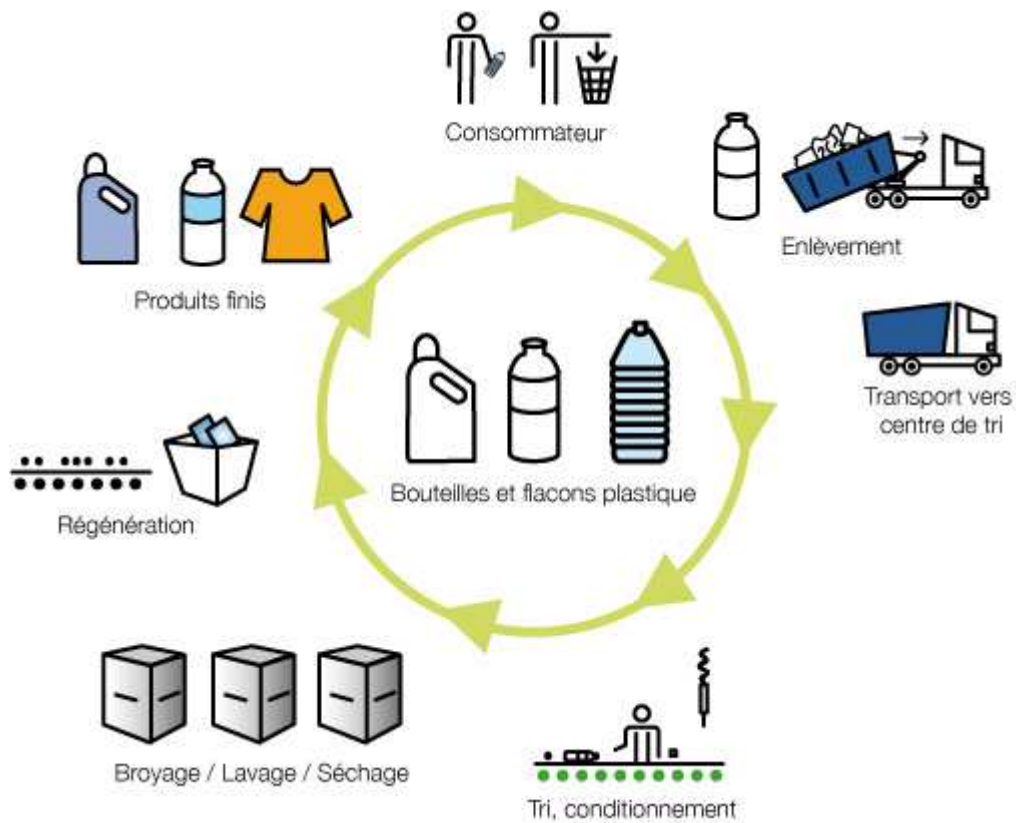 Consommateur
Enlèvement
Transport vers
centre de tri
Tri, conditionnement
Broyage / Lavage / Séchage
Régénération
Produits finis
Bouteilles et flacons plastique